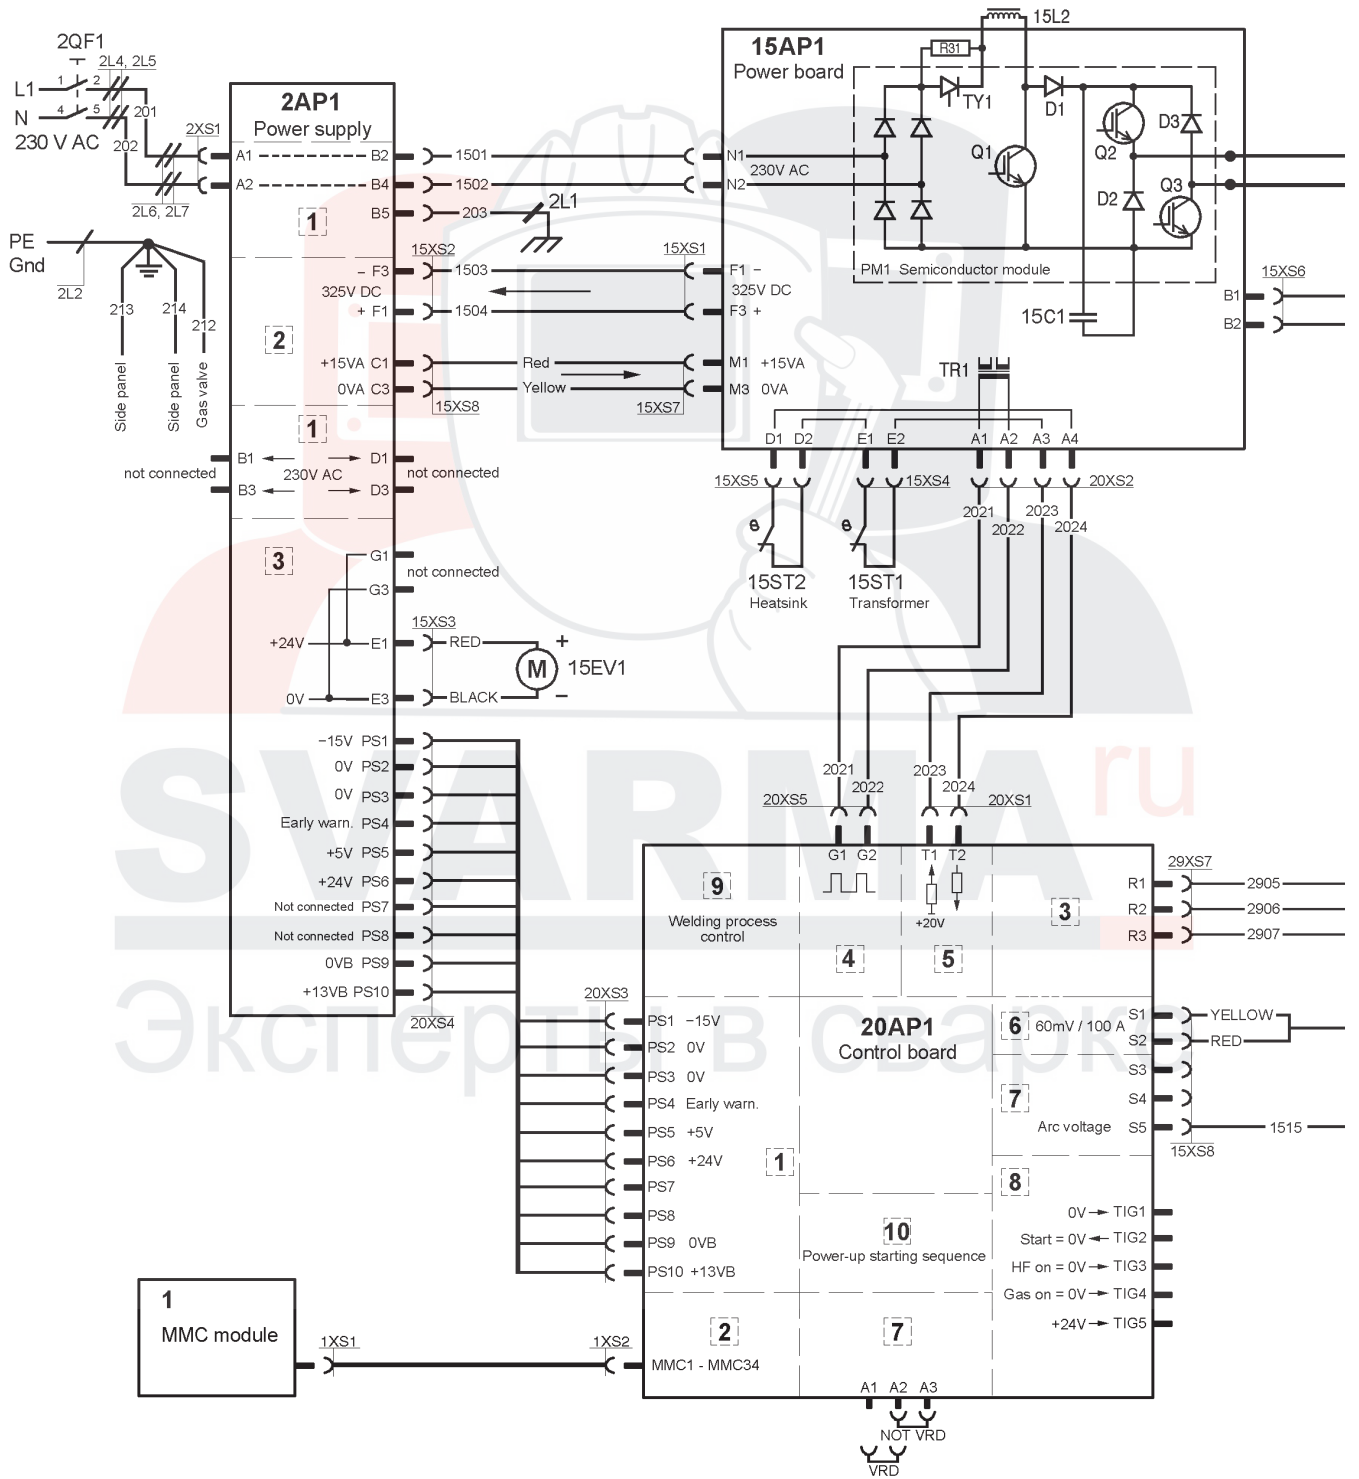 2QF1
2L4, 2L5
L1
1
2
N
4
5
230 V AC
201
202
2XS1
2L6, 2L7
PE
Gnd
2L2
213
214
212
Side panel
Side panel
Gas valve
2AP1
Power supply
A1
B2
A2
B4
B5
1
– F3
325V DC
+ F1
2
+15VA C1
0VA C3
1
B1
D1
230V AC
B3
D3
not connected
not connected
3
G1
not connected
G3
+24V
E1
0V
E3
–15V PS1
0V PS2
0V PS3
Early warn. PS4
+5V PS5
+24V PS6
Not connected PS7
Not connected PS8
0VB PS9
+13VB PS10
1501
1502
203
2L1
15XS2
15XS1
1503
1504
Red
Yellow
15XS8
15XS7
15XS3
RED
BLACK
M
+
–
15EV1
20XS4
15L2
15AP1
Power board
R31
TY1
D1
D3
Q1
Q2
D2
Q3
N1
230V AC
N2
PM1 Semiconductor module
F1 –
325V DC
F3 +
15C1
B1
B2
15XS6
M1 +15VA
M3 0VA
TR1
D1
D2
E1
E2
A1
A2
A3
A4
15XS5
15XS4
20XS2
2021
2022
2023
2024
θ
θ
15ST2
Heatsink
15ST1
Transformer
2021
2022
2023
2024
20XS5
20XS1
G1
G2
T1
T2
+20V
9
Welding process
control
4
5
3
R1
R2
R3
29XS7
2905
2906
2907
20XS3
20AP1
Control board
PS1 –15V
PS2 0V
PS3 0V
PS4 Early warn.
PS5 +5V
PS6 +24V
PS7
PS8
PS9 0VB
PS10 +13VB
1
6
60mV / 100 A
S1
S2
YELLOW
RED
7
S3
S4
Arc voltage
S5
1515
15XS8
8
0V
TIG1
Start = 0V
TIG2
HF on = 0V
TIG3
Gas on = 0V
TIG4
+24V
TIG5
10
Power-up starting sequence
2
7
MMC1 - MMC34
1
MMC module
1XS1
1XS2
A1
A2
A3
NOT VRD
VRD
SVARMA
ru
Эксперты в сварке